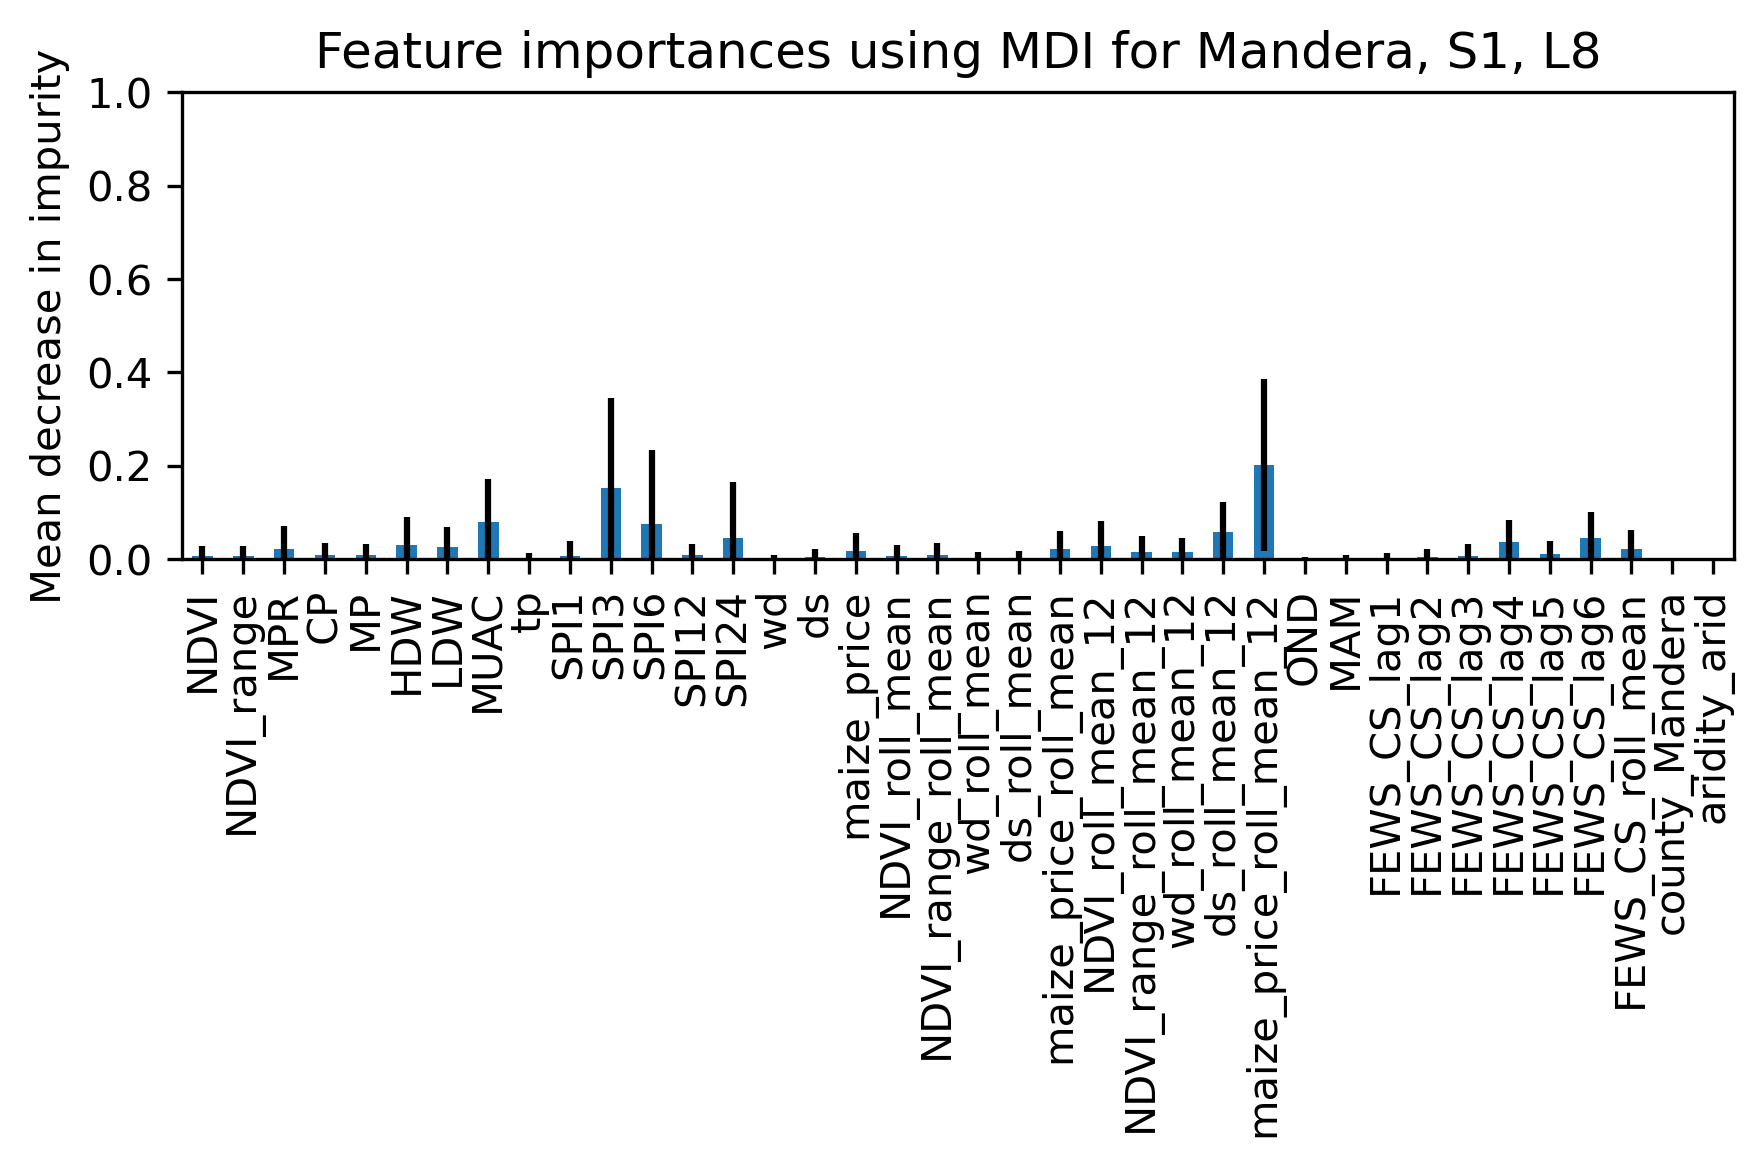 Feature importances using MDI for Mandera, S1, L8
Mean decrease in impurity
1.0
0.8
0.6
0.4
0.2
0.0
NDVI
NDVI_range
MPR
CP
MP
HDW
LDW
MUAC
tp
SPI1
SPI3
SPI6
SPI12
SPI24
wd
ds
maize_price
NDVI_roll_mean
NDVI_range_roll_mean
wd_roll_mean
ds_roll_mean
maize_price_roll_mean
NDVI_roll_mean_12
NDVI_range_roll_mean_12
wd_roll_mean_12
ds_roll_mean_12
maize_price_roll_mean_12
OND
MAM
FEWS_CS_lag1
FEWS_CS_lag2
FEWS_CS_lag3
FEWS_CS_lag4
FEWS_CS_lag5
FEWS_CS_lag6
FEWS_CS_roll_mean
county_Mandera
aridity_arid